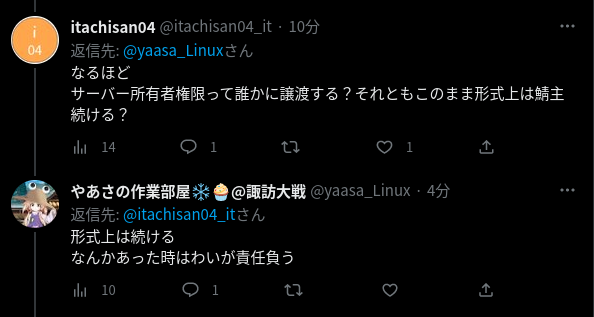 i
04
itachisan04 @itachisan04_it · 10分
返信先: @yaasa_Linuxさん
なるほど
サーバー所有者権限って誰かに譲渡する？それともこのまま形式上は鯖主
続ける？
14 1 1
やあさの作業部屋❄️🧁@諏訪大戦 @yaasa_Linux · 4分
返信先: @itachisan04_itさん
形式上は続ける
なんかあった時はわいが責任負う
10 1